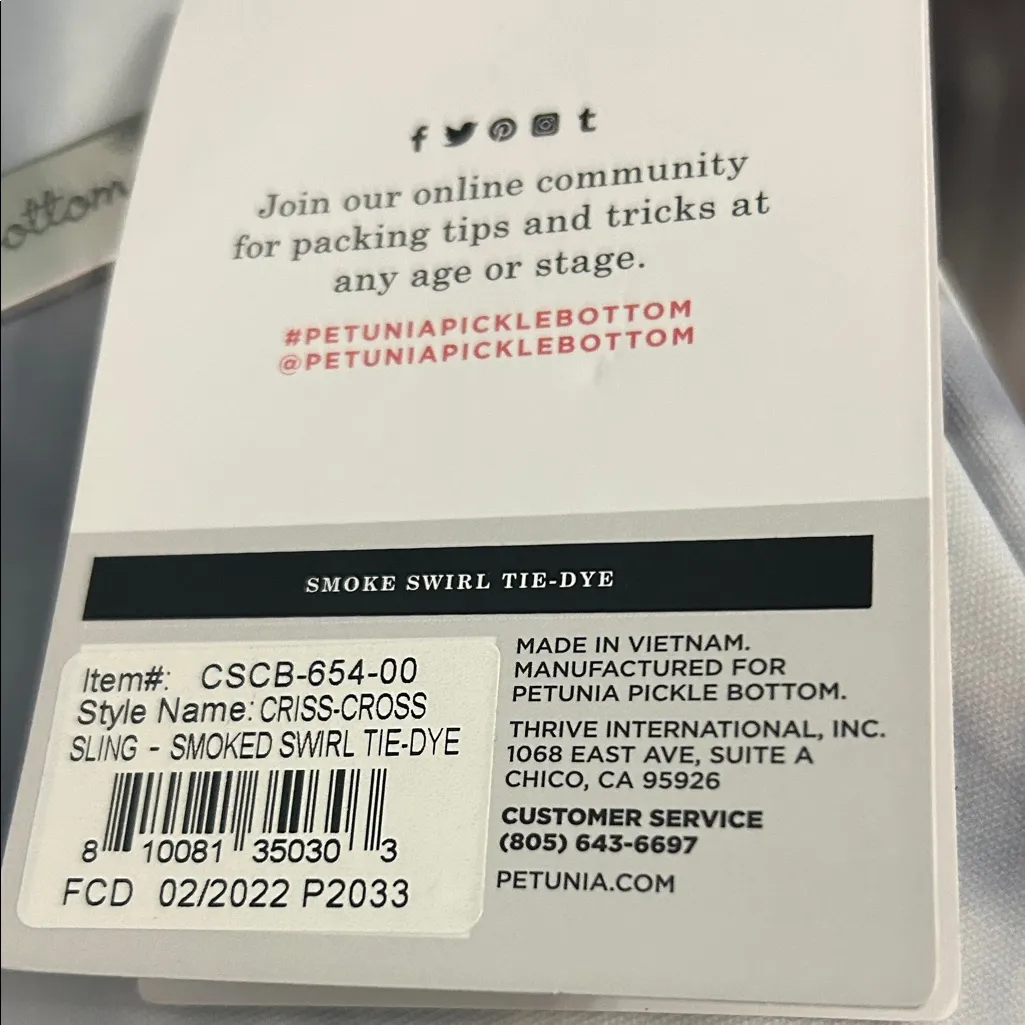 ottom
f t
Join our online community
for packing tips and tricks at
any age or stage.
#PETUNIAPICKLEBOTTOM
@PETUNIAPICKLEBOTTOM
SMOKE SWIRL TIE-DYE
Item#: CSCB-654-00
Style Name: CRISS-CROSS
SLING - SMOKED SWIRL TIE-DYE
8 10081 35030 3
FCD 02/2022 P2033
MADE IN VIETNAM.
MANUFACTURED FOR
PETUNIA PICKLE BOTTOM.
THRIVE INTERNATIONAL, INC.
1068 EAST AVE, SUITE A
CHICO, CA 95926
CUSTOMER SERVICE
(805) 643-6697
PETUNIA.COM